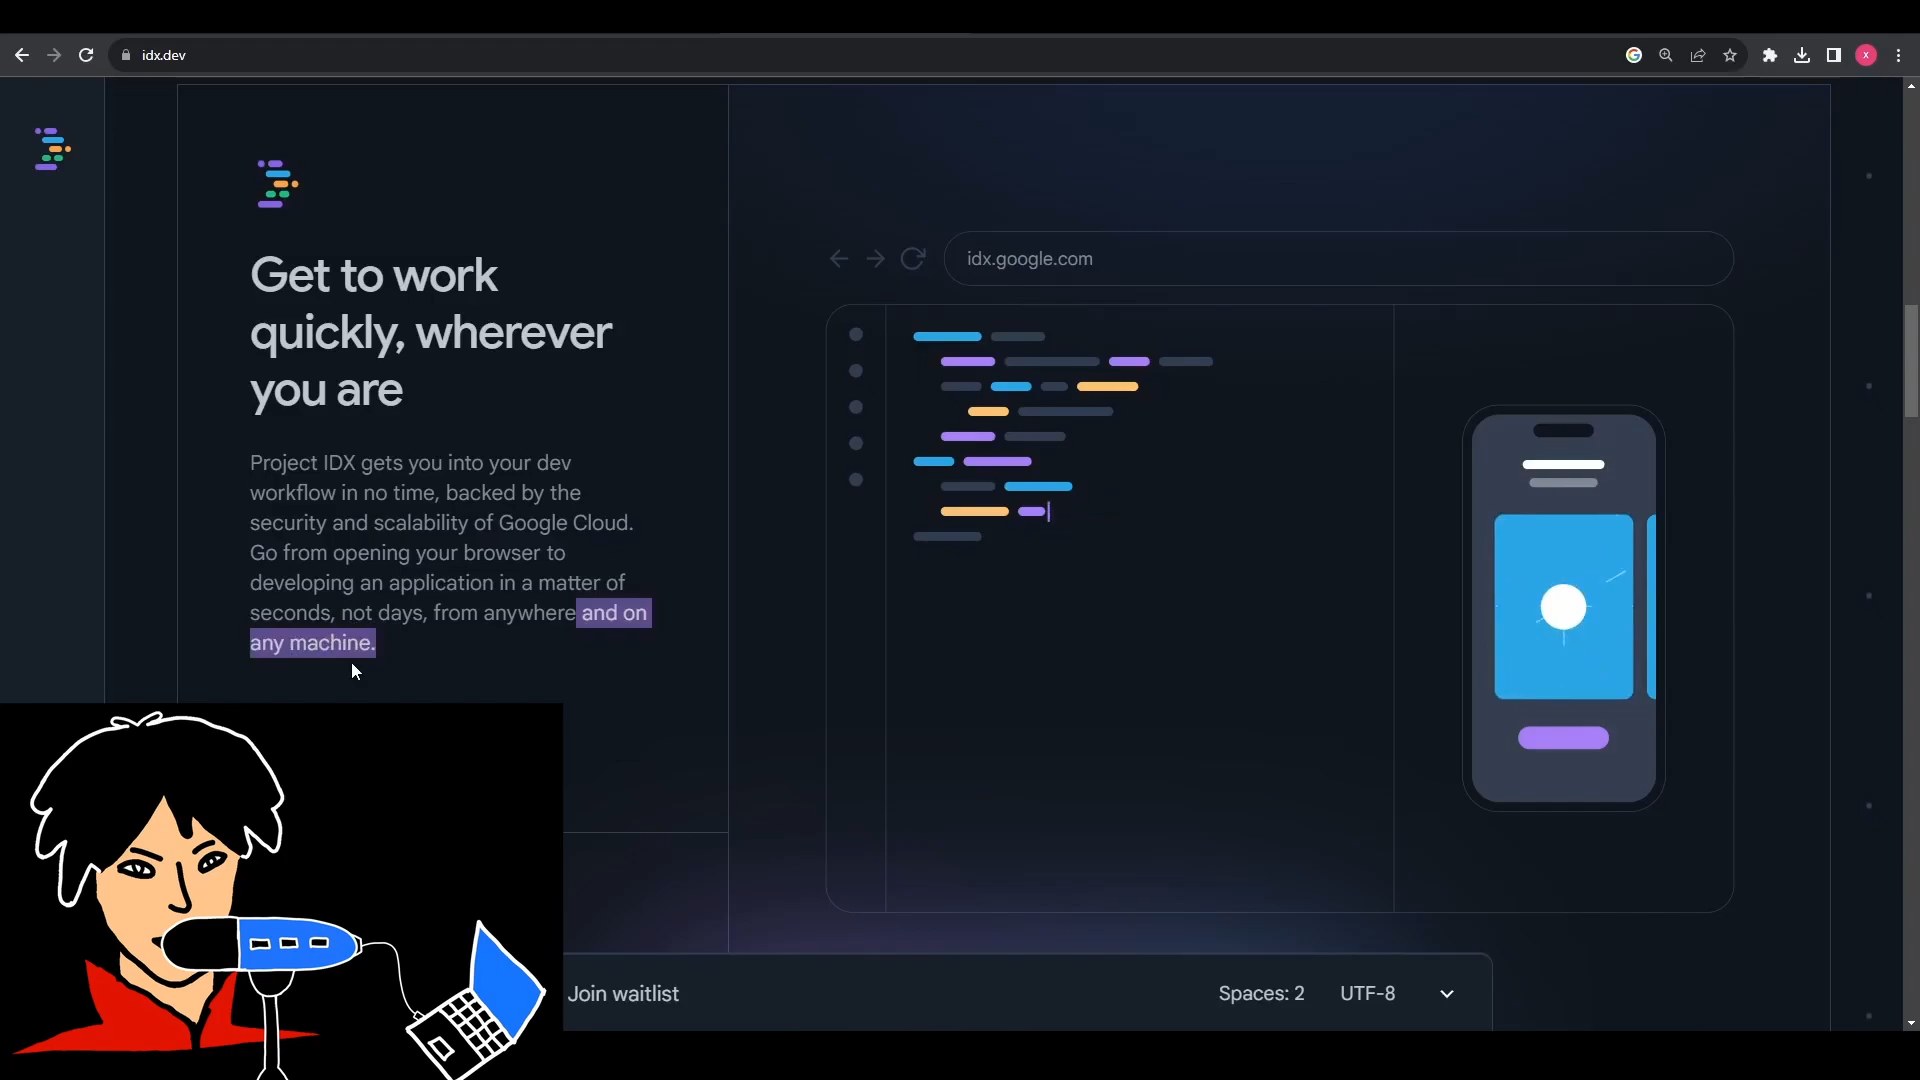 idx.dev
x
Get to work
quickly, wherever
you are
Project IDX gets you into your dev
workflow in no time, backed by the
security and scalability of Google Cloud.
Go from opening your browser to
developing an application in a matter of
seconds, not days, from anywhere and on
any machine.
idx.google.com
Join waitlist
Spaces: 2
UTF-8